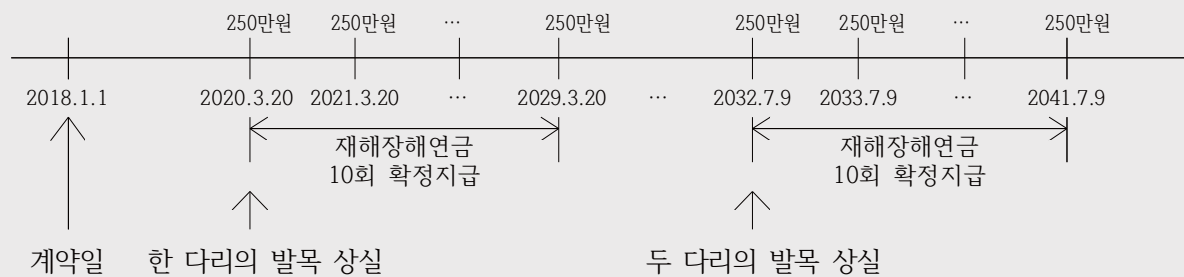 250만원 250만원 … 250만원 250만원 250만원 … 250만원
2018.1.1 2020.3.20 2021.3.20 … 2029.3.20 … 2032.7.9 2033.7.9 … 2041.7.9
재해장해연금 재해장해연금
10회 확정지급 10회 확정지급
계약일 한 다리의 발목 상실 두 다리의 발목 상실